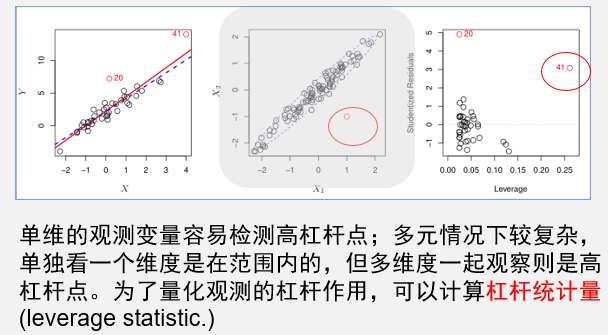 41
20
Y
10
5
0
−2 −1 0 1 2 3 4
X
X2
2
1
0
−1
−2
−2 −1 0 1 2
X1
Studentized Residuals
5
4
3
2
1
0
−1
20
41
0.00 0.05 0.10 0.15 0.20 0.25
Leverage
单维的观测变量容易检测高杠杆点；多元情况下较复杂，
单独看一个维度是在范围内的，但多维度一起观察则是高
杠杆点。为了量化观测的杠杆作用，可以计算杠杆统计量
(leverage statistic.)